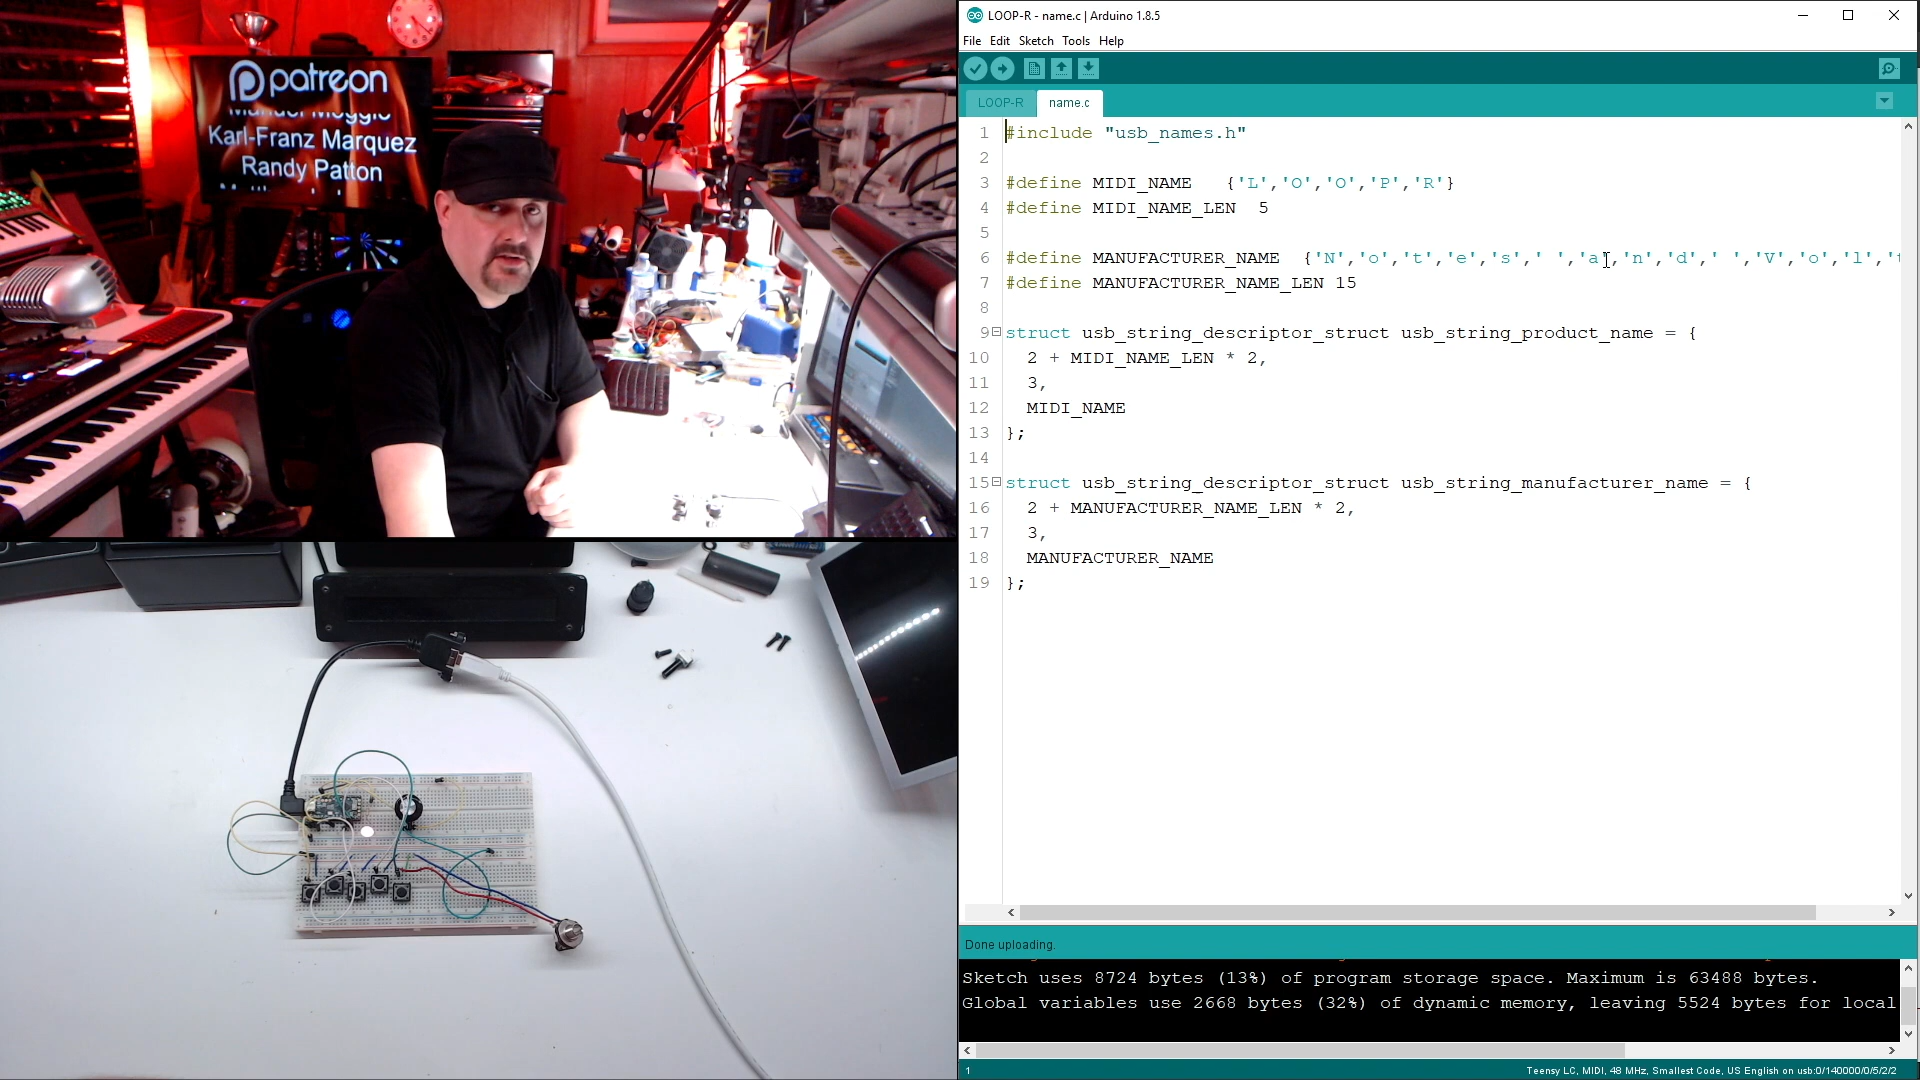 patreon
Karl-Franz Marquez
Randy Patton
LOOP-R - name.c | Arduino 1.8.5
File Edit Sketch Tools Help
LOOP-R name.c
1 #include "usb_names.h"
2
3 #define MIDI_NAME {'L','O','O','P','R'}
4 #define MIDI_NAME_LEN 5
5
6 #define MANUFACTURER_NAME {'N','o','t','e','s',' ','a','n','d',' ','V','o','l','t
7 #define MANUFACTURER_NAME_LEN 15
8
9 struct usb_string_descriptor_struct usb_string_product_name = {
10 2 + MIDI_NAME_LEN * 2,
11 3,
12 MIDI_NAME
13 };
14
15 struct usb_string_descriptor_struct usb_string_manufacturer_name = {
16 2 + MANUFACTURER_NAME_LEN * 2,
17 3,
18 MANUFACTURER_NAME
19 };
Done uploading.
Sketch uses 8724 bytes (13%) of program storage space. Maximum is 63488 bytes.
Global variables use 2668 bytes (32%) of dynamic memory, leaving 5524 bytes for local
1 Teensy LC, MIDI, 48 MHz, Smallest Code, US English on usb:0/140000/0/5/2/2